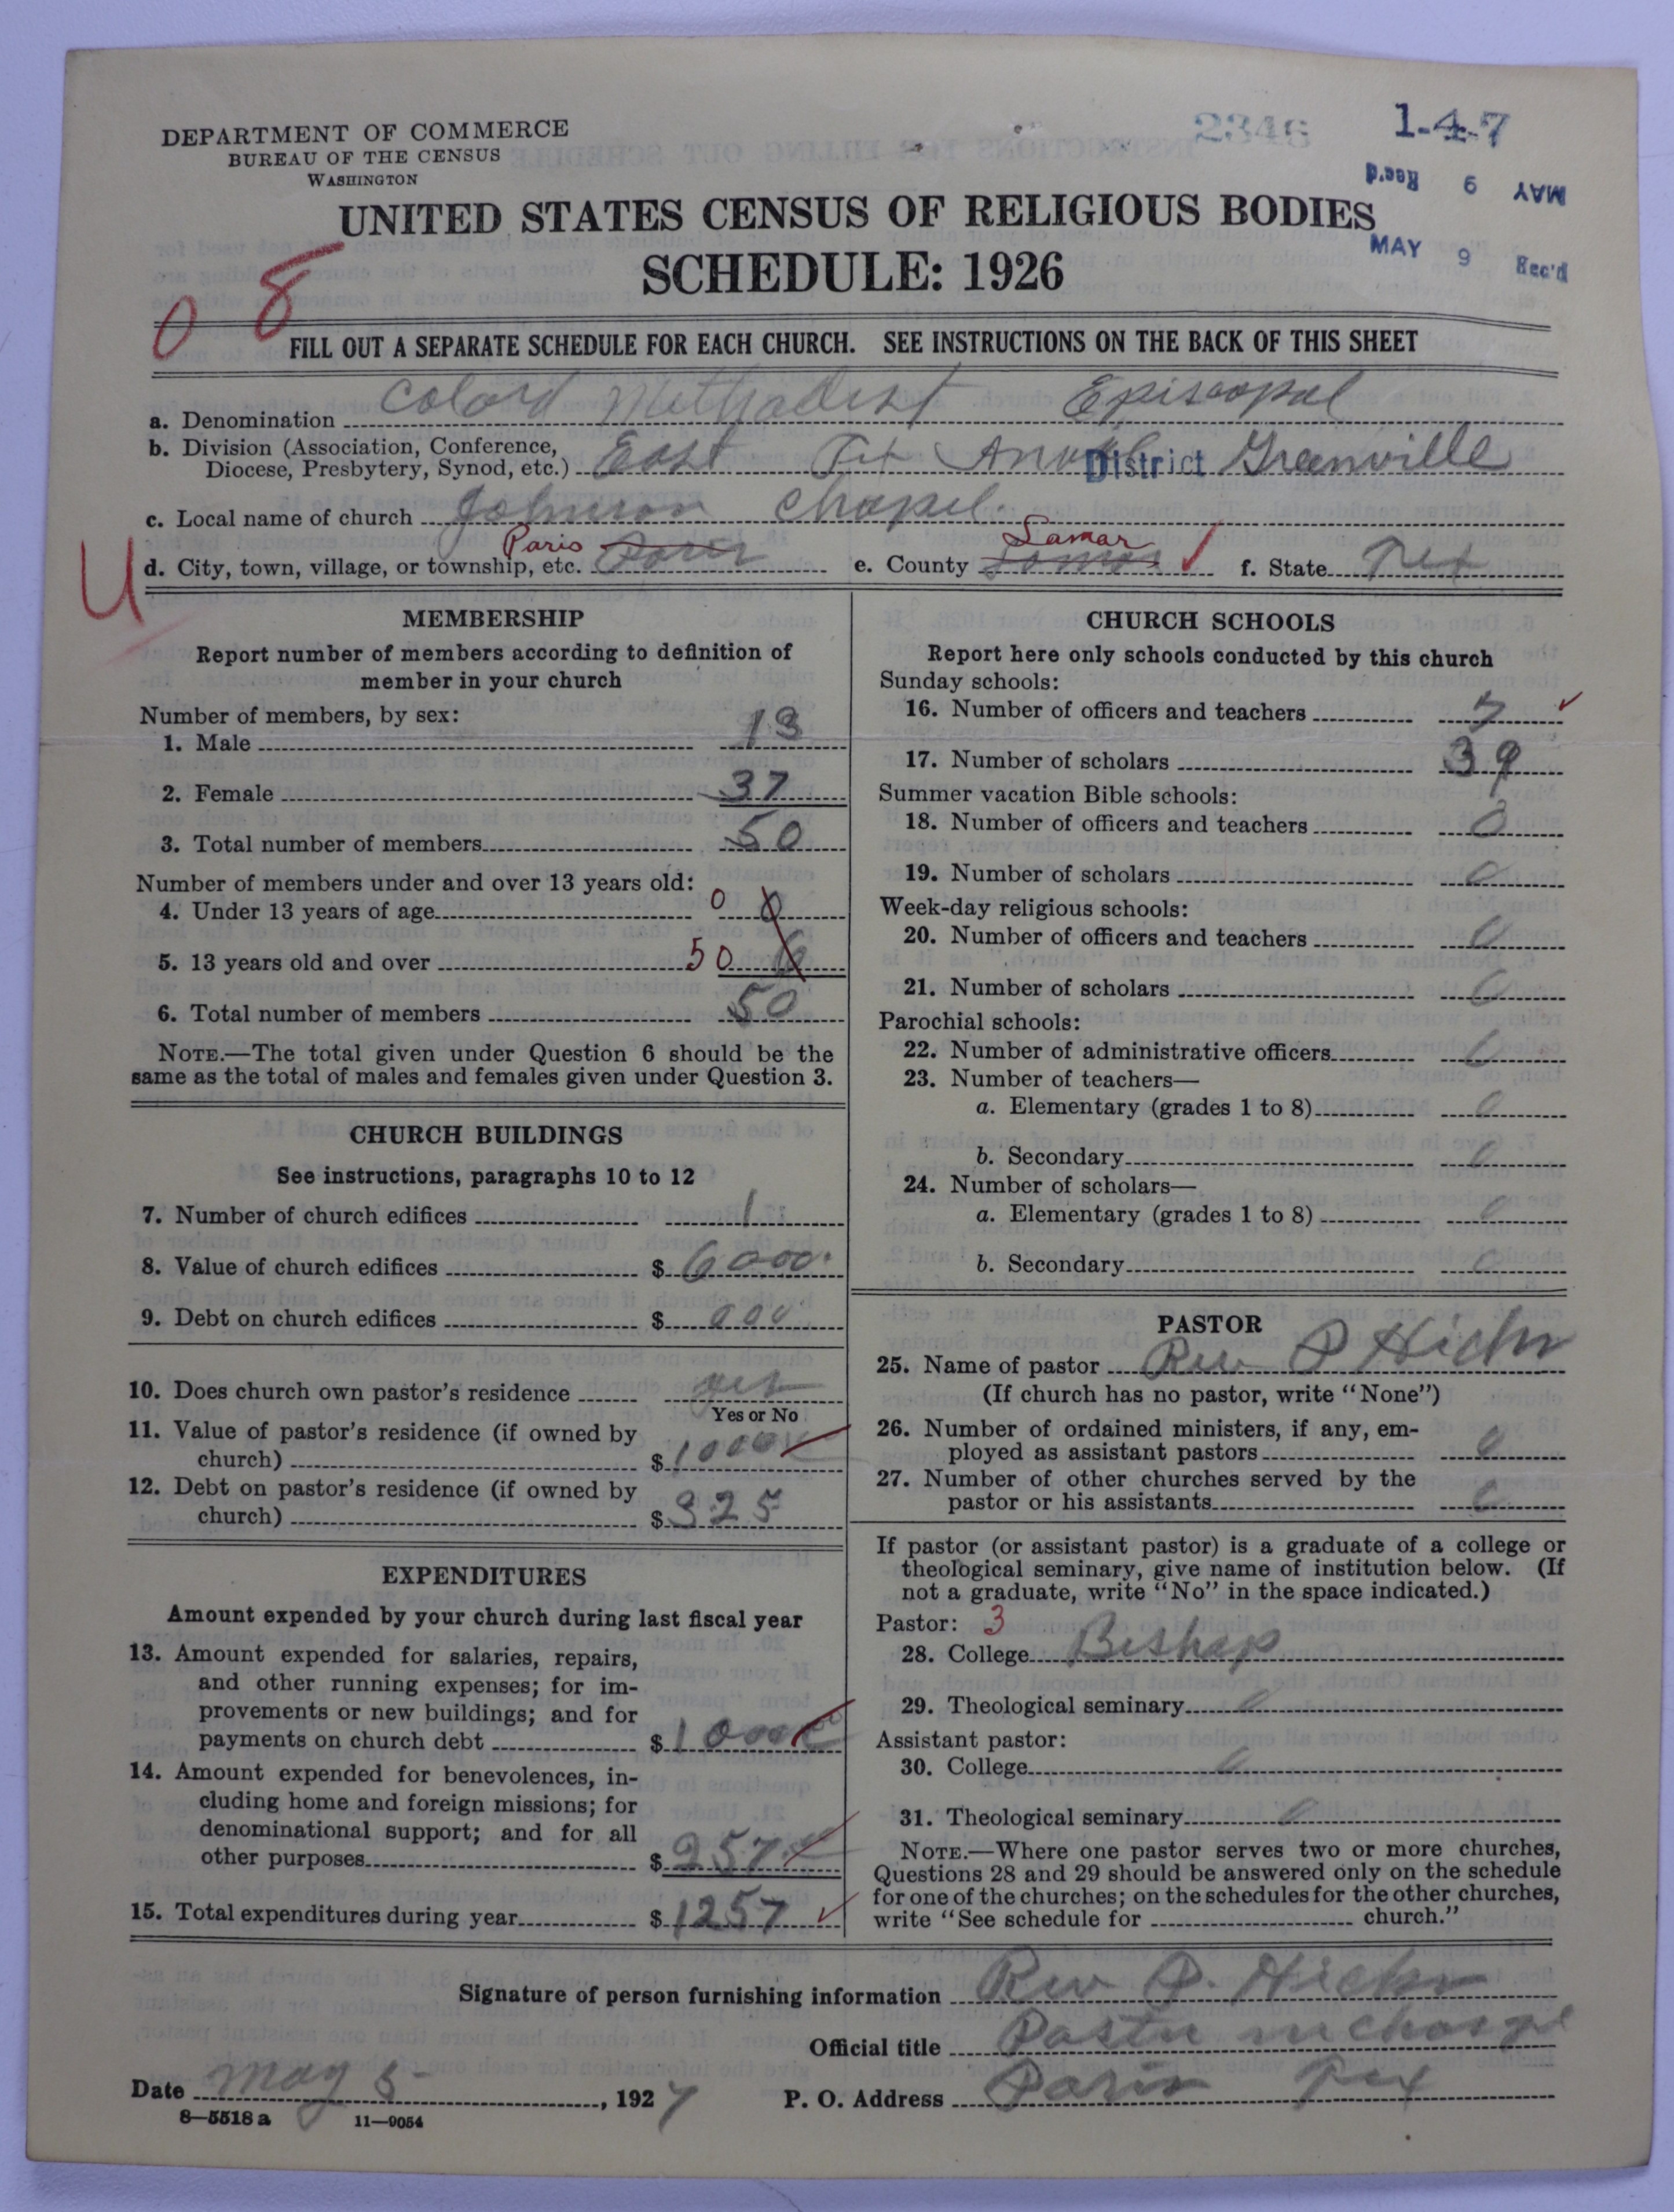 DEPARTMENT OF COMMERCE
BUREAU OF THE CENSUS
WASHINGTON
2346
1-4-7
MAY 9 Rec'd
MAY 9 Rec'd
UNITED STATES CENSUS OF RELIGIOUS BODIES
SCHEDULE: 1926
0 8
FILL OUT A SEPARATE SCHEDULE FOR EACH CHURCH. SEE INSTRUCTIONS ON THE BACK OF THIS SHEET
a. Denomination Colord Methodist Episcopal
b. Division (Association, Conference,
Diocese, Presbytery, Synod, etc.) East Tex District Greenville
c. Local name of church Johnson Chapel.
U
d. City, town, village, or township, etc. Paris e. County Lamar f. State Tex
MEMBERSHIP
Report number of members according to definition of
member in your church
Number of members, by sex:
1. Male 13
2. Female 37
3. Total number of members 50
Number of members under and over 13 years old:
4. Under 13 years of age 0 0
5. 13 years old and over 50
6. Total number of members 50
NOTE.—The total given under Question 6 should be the
same as the total of males and females given under Question 3.
CHURCH BUILDINGS
See instructions, paragraphs 10 to 12
7. Number of church edifices 1
8. Value of church edifices $ 6000.
9. Debt on church edifices $ 000
10. Does church own pastor's residence yes
Yes or No
11. Value of pastor's residence (if owned by
church) $ 1000
12. Debt on pastor's residence (if owned by
church) $ 325
EXPENDITURES
Amount expended by your church during last fiscal year
13. Amount expended for salaries, repairs,
and other running expenses; for im-
provements or new buildings; and for
payments on church debt $ 1000
14. Amount expended for benevolences, in-
cluding home and foreign missions; for
denominational support; and for all
other purposes $ 257
15. Total expenditures during year $ 1257
CHURCH SCHOOLS
Report here only schools conducted by this church
Sunday schools:
16. Number of officers and teachers 7
17. Number of scholars 39
Summer vacation Bible schools:
18. Number of officers and teachers 0
19. Number of scholars 0
Week-day religious schools:
20. Number of officers and teachers 0
21. Number of scholars 0
Parochial schools:
22. Number of administrative officers 0
23. Number of teachers—
a. Elementary (grades 1 to 8) 0
b. Secondary 0
24. Number of scholars—
a. Elementary (grades 1 to 8) 0
b. Secondary 0
PASTOR
25. Name of pastor Rev P Hicks
(If church has no pastor, write "None")
26. Number of ordained ministers, if any, em-
ployed as assistant pastors 0
27. Number of other churches served by the
pastor or his assistants 0
If pastor (or assistant pastor) is a graduate of a college or
theological seminary, give name of institution below. (If
not a graduate, write "No" in the space indicated.)
Pastor: 3
28. College Bishop
29. Theological seminary 0
Assistant pastor:
30. College 0
31. Theological seminary 0
NOTE.—Where one pastor serves two or more churches,
Questions 28 and 29 should be answered only on the schedule
for one of the churches; on the schedules for the other churches,
write "See schedule for church."
Signature of person furnishing information Rev P. Hicks
Official title Pastor in charge
Date May 5 , 1927 P. O. Address Paris Tex
8—5518 a 11—9054